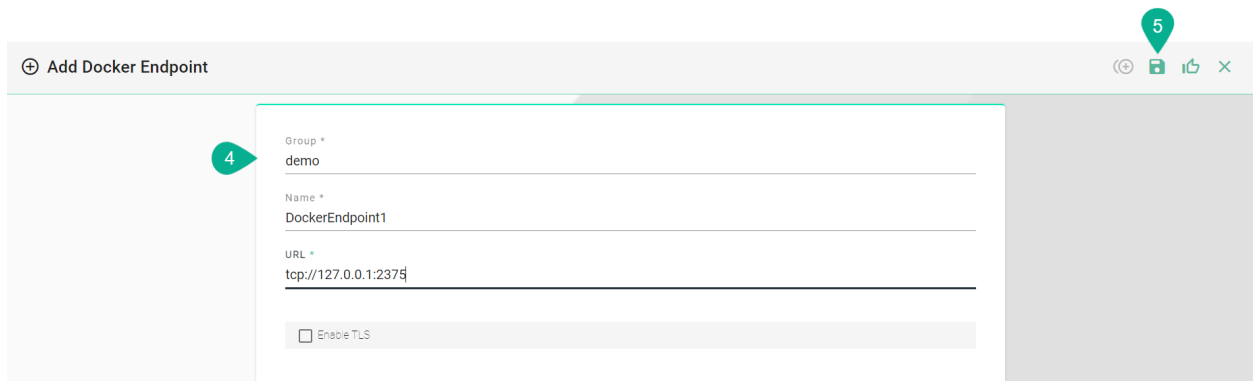 5
Add Docker Endpoint
4
Group *
demo
Name *
DockerEndpoint1
URL *
tcp://127.0.0.1:2375
Enable TLS